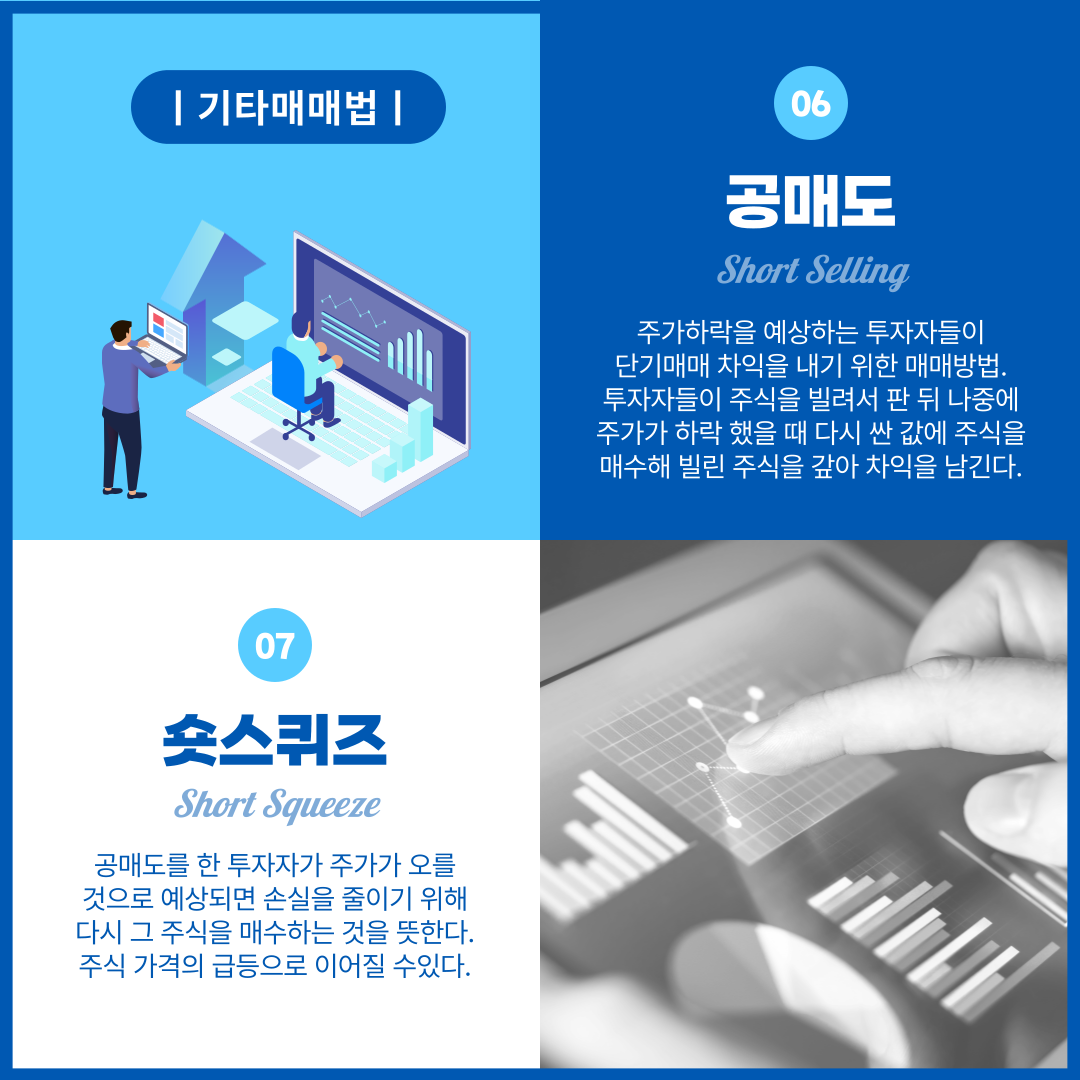 | 기타매매법 |
06
공매도
Short Selling
주가하락을 예상하는 투자자들이
단기매매 차익을 내기 위한 매매방법.
투자자들이 주식을 빌려서 판 뒤 나중에
주가가 하락 했을 때 다시 싼 값에 주식을
매수해 빌린 주식을 갚아 차익을 남긴다.
07
숏스퀴즈
Short Squeeze
공매도를 한 투자자가 주가가 오를
것으로 예상되면 손실을 줄이기 위해
다시 그 주식을 매수하는 것을 뜻한다.
주식 가격의 급등으로 이어질 수있다.